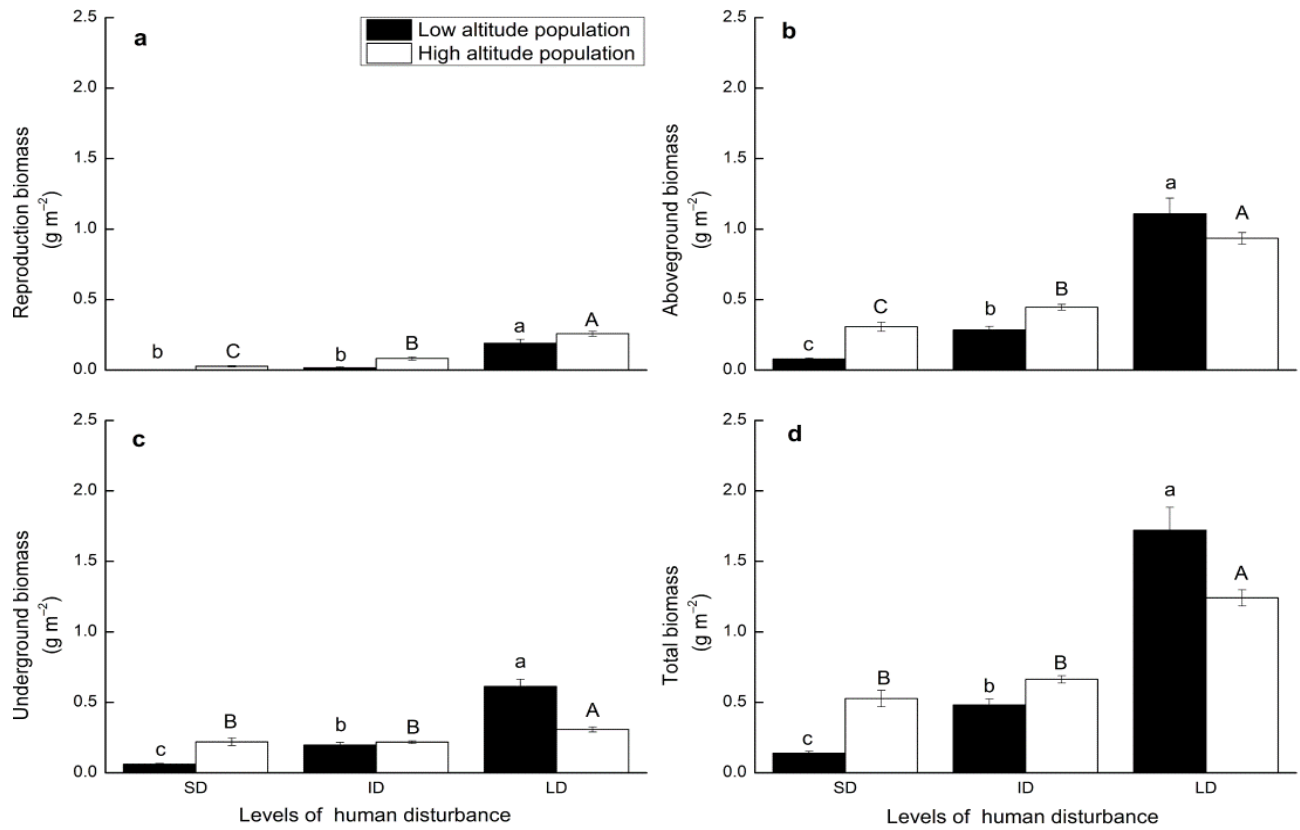 a
Low altitude population
High altitude population
Reproduction biomass
(g m⁻²)
2.5
2.0
1.5
1.0
0.5
0.0
b
C
b
B
a
A
b
Aboveground biomass
(g m⁻²)
2.5
2.0
1.5
1.0
0.5
0.0
c
C
b
B
a
A
c
Underground biomass
(g m⁻²)
2.5
2.0
1.5
1.0
0.5
0.0
c
B
b
B
a
A
SD ID LD
Levels of human disturbance
d
Total biomass
(g m⁻²)
2.5
2.0
1.5
1.0
0.5
0.0
c
B
b
B
a
A
SD ID LD
Levels of human disturbance